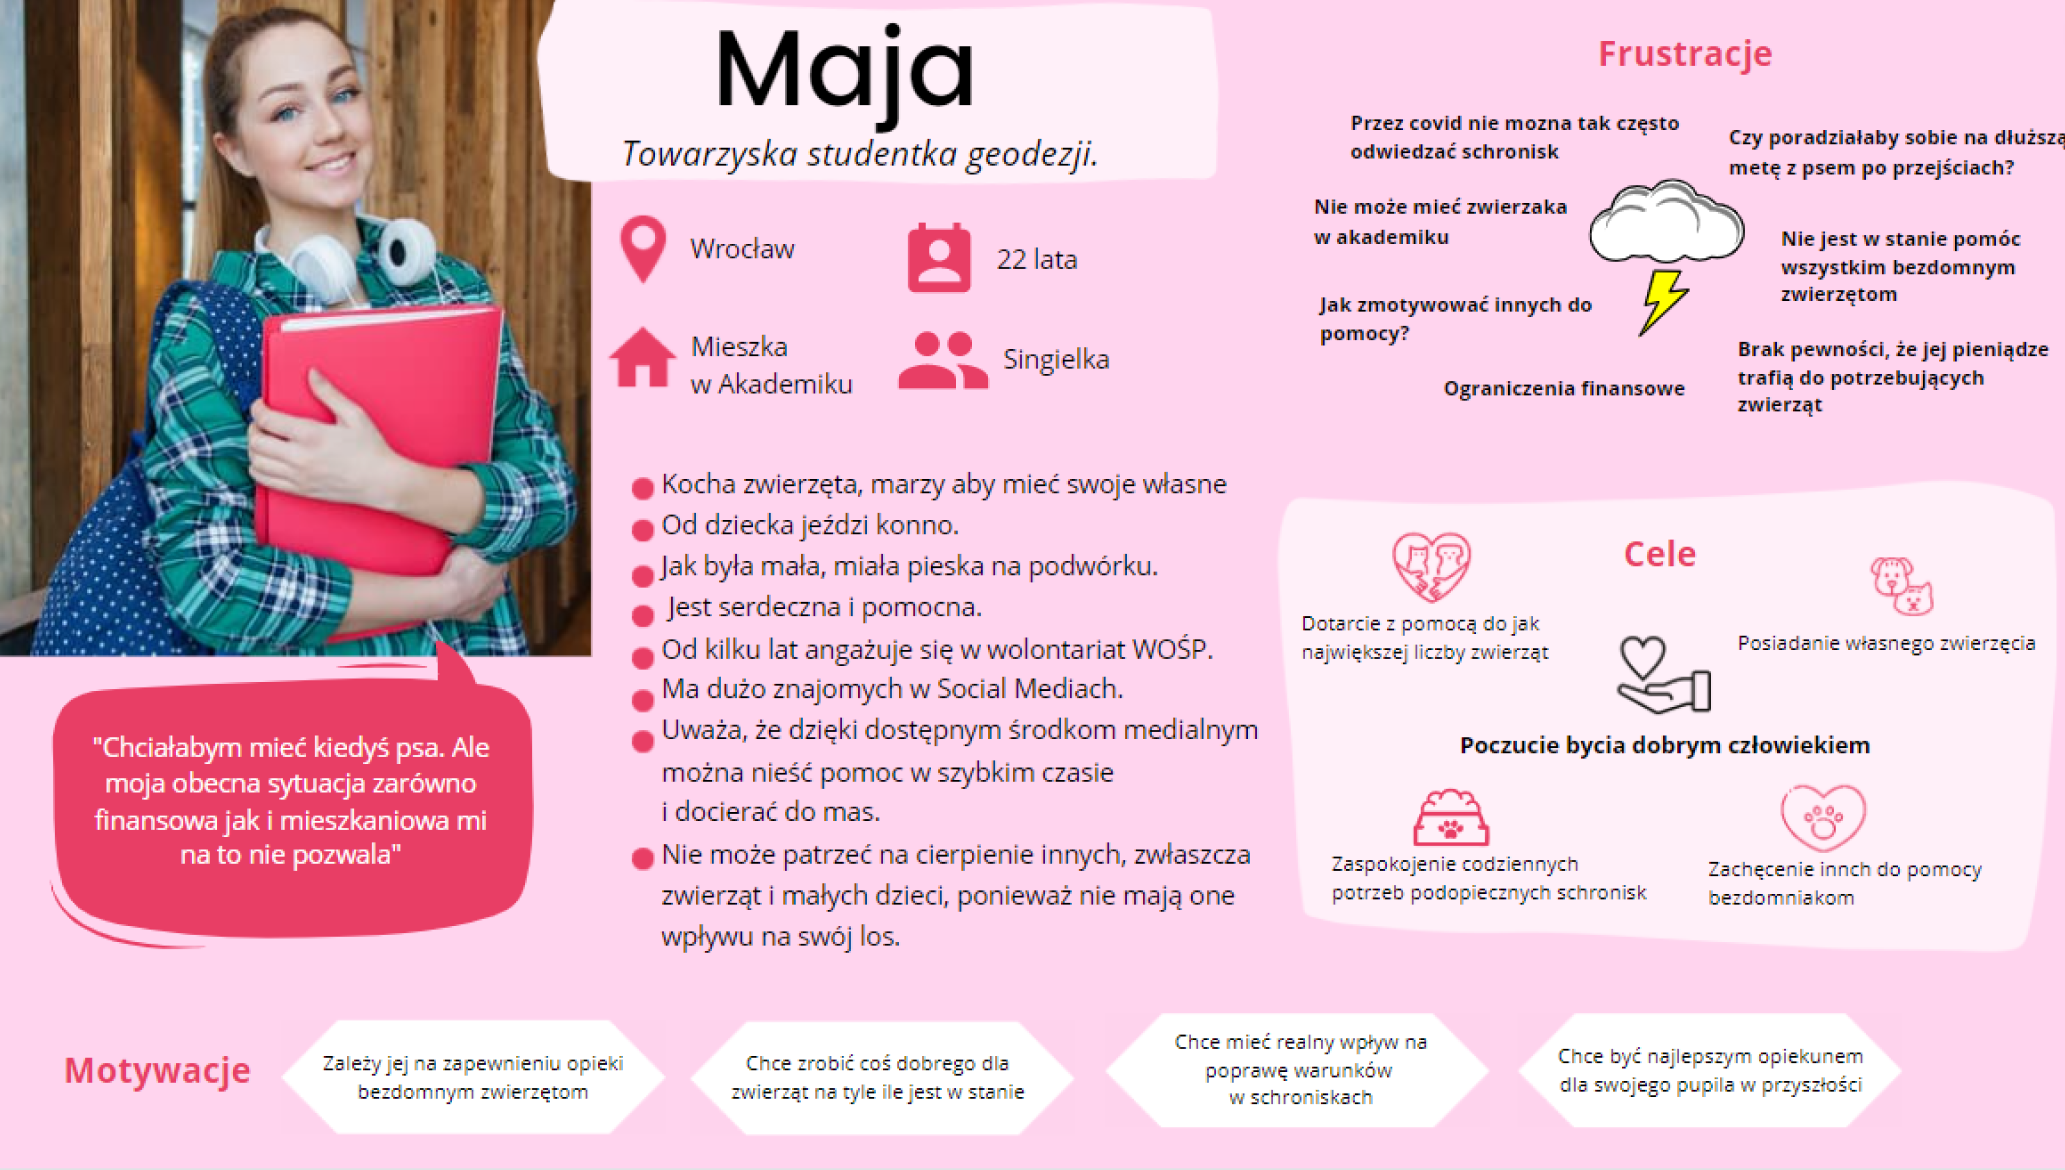 Maja
Towarzyska studentka geodezji.
Wrocław
22 lata
Mieszka
w Akademiku
Singielka
Kocha zwierzęta, marzy aby mieć swoje własne
Od dziecka jeździ konno.
Jak była mała, miała pieska na podwórku.
Jest serdeczna i pomocna.
Od kilku lat angażuje się w wolontariat WOŚP.
Ma dużo znajomych w Social Mediach.
Uważa, że dzięki dostępnym środkom medialnym
można nieść pomoc w szybkim czasie
i docierać do mas.
Nie może patrzeć na cierpienie innych, zwłaszcza
zwierząt i małych dzieci, ponieważ nie mają one
wpływu na swój los.
"Chciałabym mieć kiedyś psa. Ale
moja obecna sytuacja zarówno
finansowa jak i mieszkaniowa mi
na to nie pozwala"
Frustracje
Przez covid nie mozna tak często
odwiedzać schronisk
Czy poradziałaby sobie na dłuższą
metę z psem po przejściach?
Nie może mieć zwierzaka
w akademiku
Nie jest w stanie pomóc
wszystkim bezdomnym
zwierzętom
Jak zmotywować innych do
pomocy?
Brak pewności, że jej pieniądze
trafią do potrzebujących
zwierząt
Ograniczenia finansowe
Cele
Dotarcie z pomocą do jak
największej liczby zwierząt
Posiadanie własnego zwierzęcia
Poczucie bycia dobrym człowiekiem
Zaspokojenie codziennych
potrzeb podopiecznych schronisk
Zachęcenie innch do pomocy
bezdomniakom
Motywacje
Zależy jej na zapewnieniu opieki
bezdomnym zwierzętom
Chce zrobić coś dobrego dla
zwierząt na tyle ile jest w stanie
Chce mieć realny wpływ na
poprawę warunków
w schroniskach
Chce być najlepszym opiekunem
dla swojego pupila w przyszłości